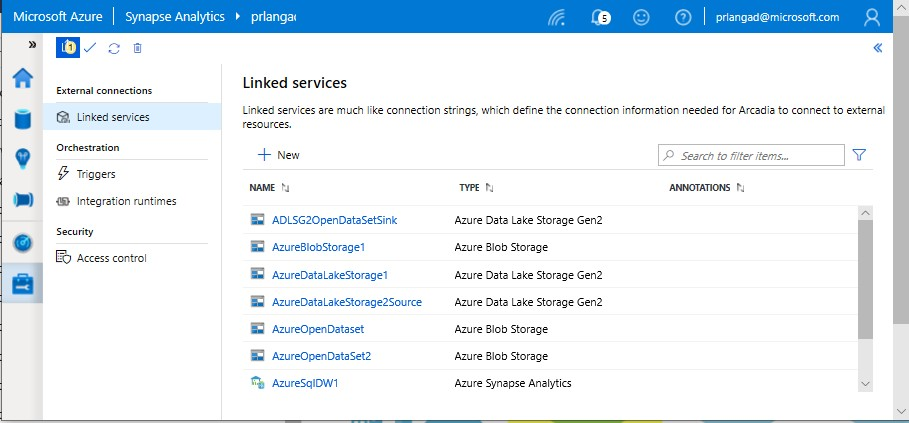 Microsoft Azure Synapse Analytics prlangad 5 prlangad@microsoft.com
» 1 «
External connections
Linked services
Orchestration
Triggers
Integration runtimes
Security
Access control
Linked services
Linked services are much like connection strings, which define the connection information needed for Arcadia to connect to external
resources.
+ New Search to filter items...
NAME TYPE ANNOTATIONS
ADLSG2OpenDataSetSink Azure Data Lake Storage Gen2
AzureBlobStorage1 Azure Blob Storage
AzureDataLakeStorage1 Azure Data Lake Storage Gen2
AzureDataLakeStorage2Source Azure Data Lake Storage Gen2
AzureOpenDataset Azure Blob Storage
AzureOpenDataSet2 Azure Blob Storage
AzureSqlDW1 Azure Synapse Analytics